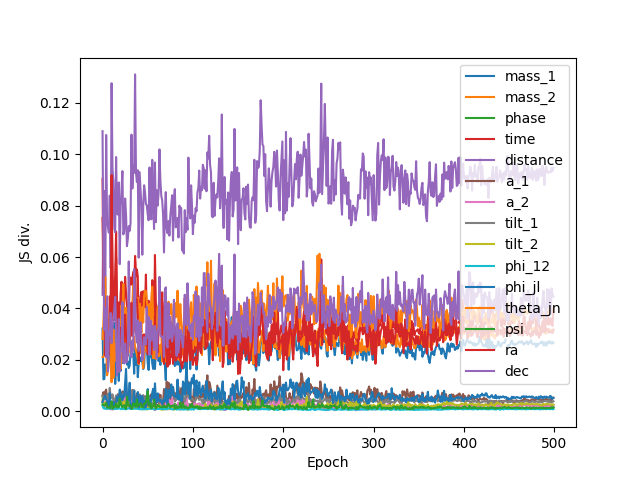 JS div.
0.12
0.10
0.08
0.06
0.04
0.02
0.00
0
100
200
300
400
500
Epoch
mass_1
mass_2
phase
time
distance
a_1
a_2
tilt_1
tilt_2
phi_12
phi_jl
theta_jn
psi
ra
dec